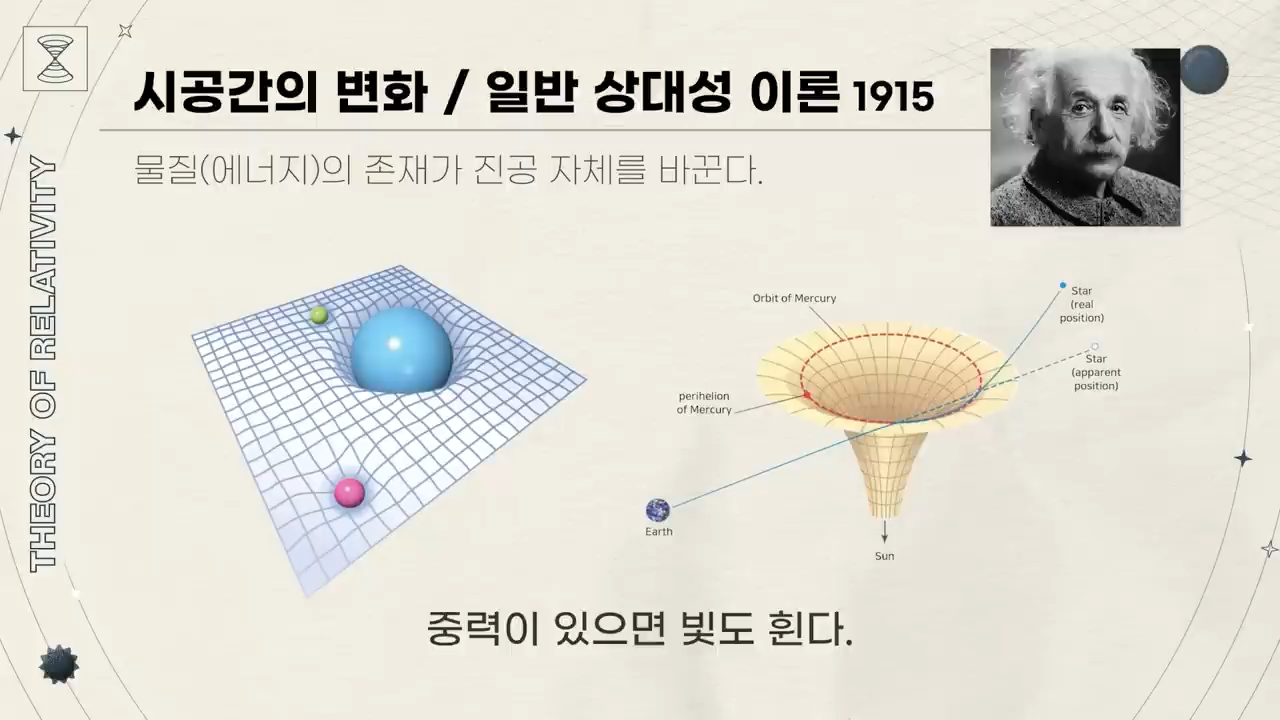 시공간의 변화 / 일반 상대성 이론 1915
물질(에너지)의 존재가 진공 자체를 바꾼다.
THEORY OF RELATIVITY
Orbit of Mercury
perihelion
of Mercury
Star
(real
position)
Star
(apparent
position)
Earth
Sun
중력이 있으면 빛도 휜다.